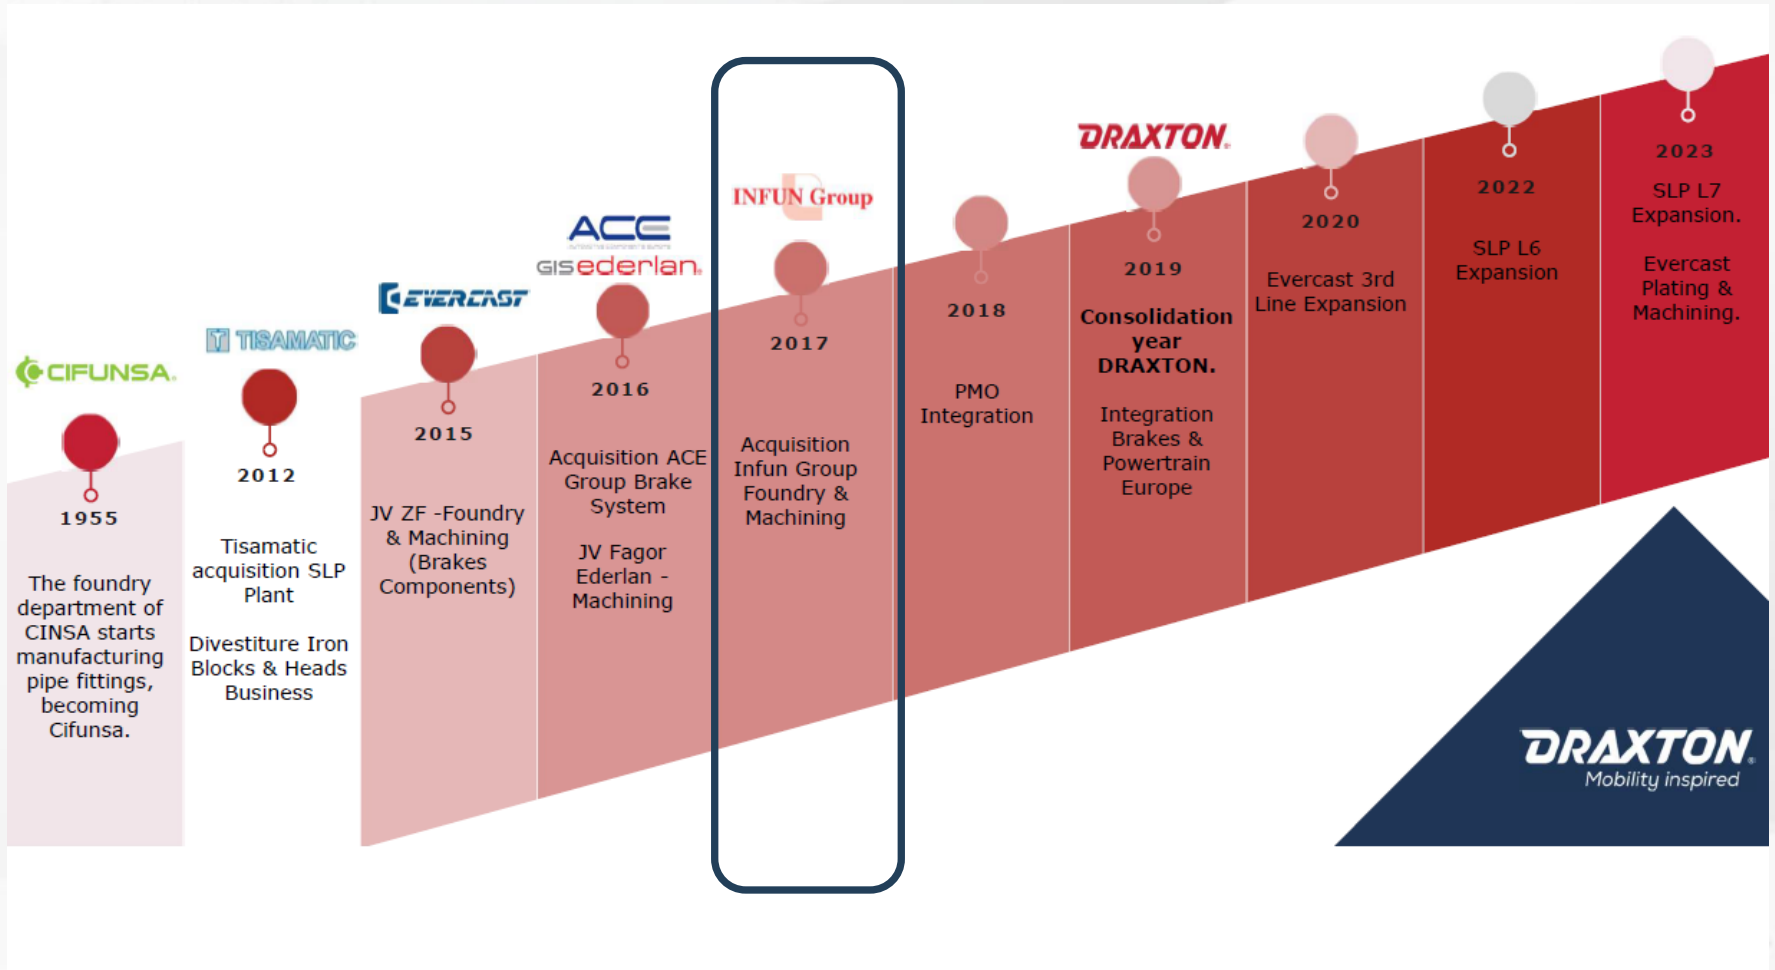 CIFUNSA.
1955
The foundry
department of
CINSA starts
manufacturing
pipe fittings,
becoming
Cifunsa.
TISAMATIC
2012
Tisamatic
acquisition SLP
Plant
Divestiture Iron
Blocks & Heads
Business
EVERCAST
2015
JV ZF -Foundry
& Machining
(Brakes
Components)
ACE
GISederlan.
2016
Acquisition ACE
Group Brake
System
JV Fagor
Ederlan -
Machining
INFUN Group
2017
Acquisition
Infun Group
Foundry &
Machining
2018
PMO
Integration
DRAXTON®
2019
Consolidation
year
DRAXTON.
Integration
Brakes &
Powertrain
Europe
2020
Evercast 3rd
Line Expansion
2022
SLP L6
Expansion
2023
SLP L7
Expansion.
Evercast
Plating &
Machining.
DRAXTON®
Mobility inspired